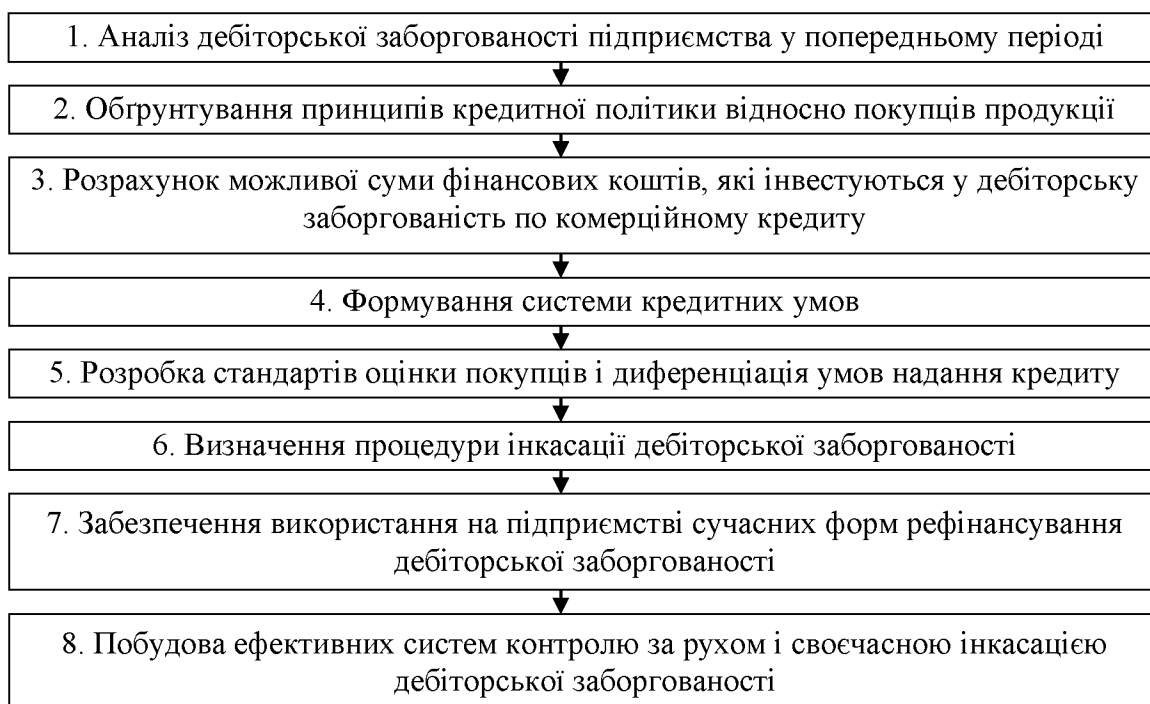 1. Аналіз дебіторської заборгованості підприємства у попередньому періоді
2. Обґрунтування принципів кредитної політики відносно покупців продукції
3. Розрахунок можливої суми фінансових коштів, які інвестуються у дебіторську
заборгованість по комерційному кредиту
4. Формування системи кредитних умов
5. Розробка стандартів оцінки покупців і диференціація умов надання кредиту
6. Визначення процедури інкасації дебіторської заборгованості
7. Забезпечення використання на підприємстві сучасних форм рефінансування
дебіторської заборгованості
8. Побудова ефективних систем контролю за рухом і своєчасною інкасацією
дебіторської заборгованості